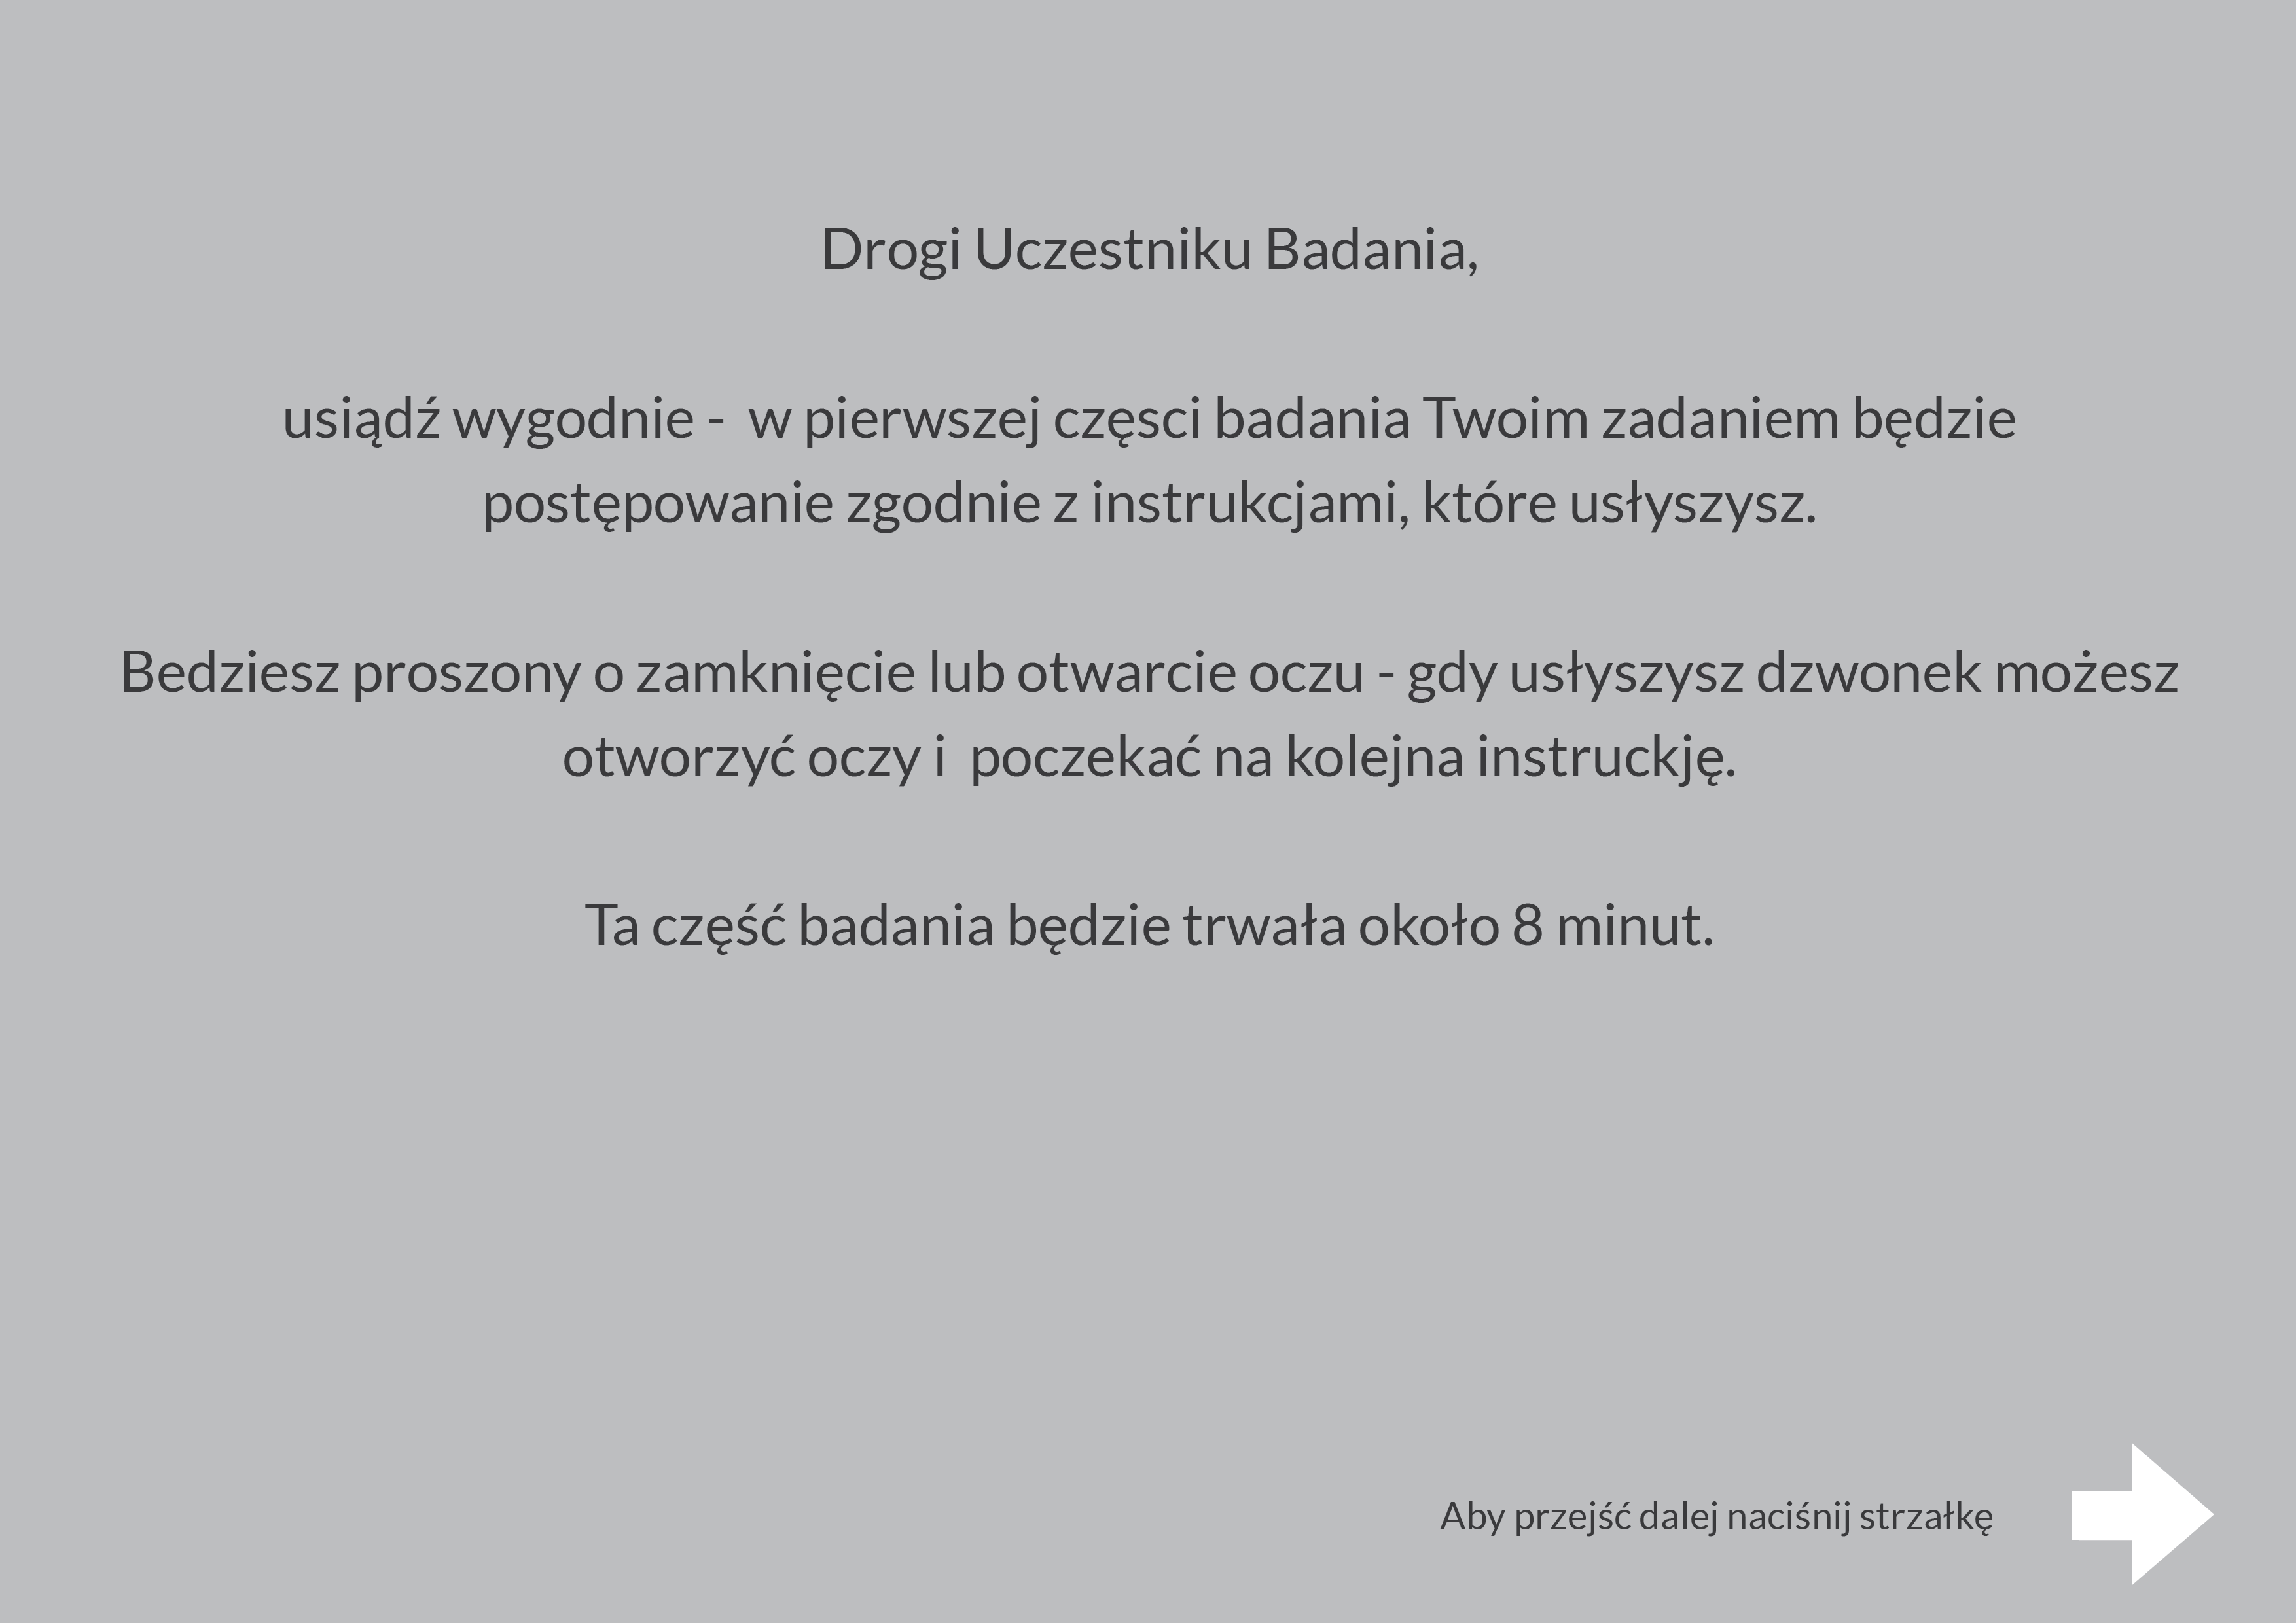 Drogi Uczestniku Badania,
usiądź wygodnie -  w pierwszej częsci badania Twoim zadaniem będzie
postępowanie zgodnie z instrukcjami, które usłyszysz.
Bedziesz proszony o zamknięcie lub otwarcie oczu - gdy usłyszysz dzwonek możesz
otworzyć oczy i  poczekać na kolejna instruckję.
Ta część badania będzie trwała około 8 minut.
Aby przejść dalej naciśnij strzałkę